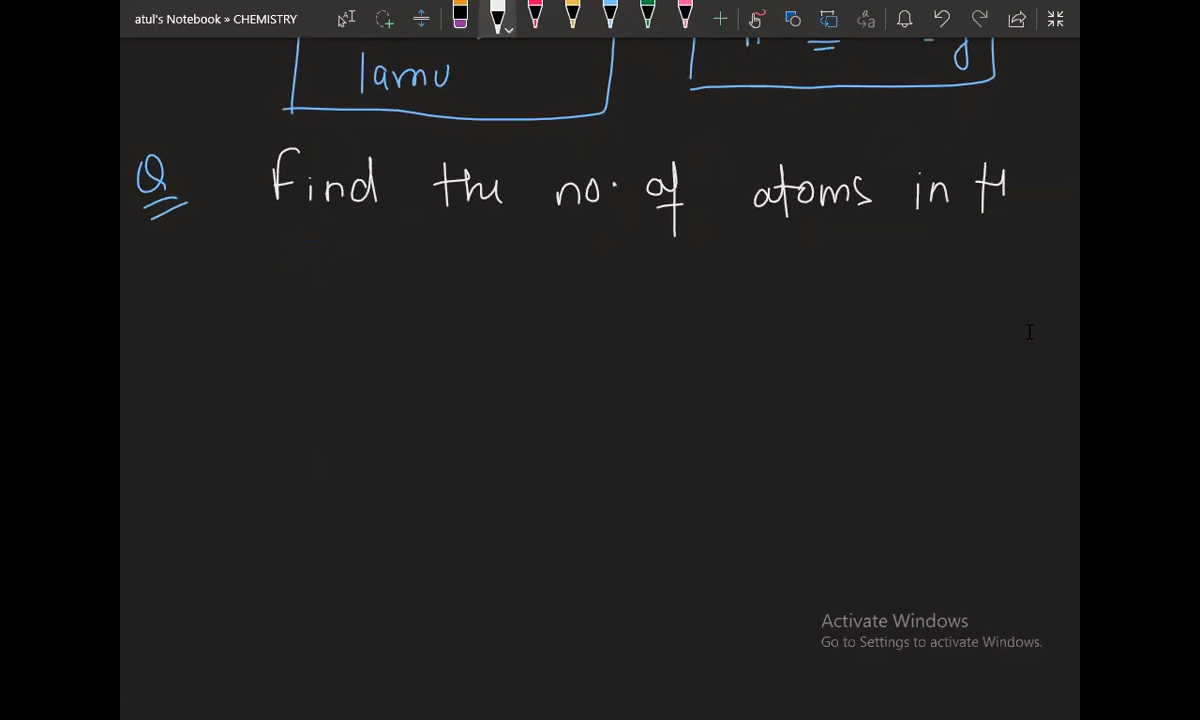 atul's Notebook » CHEMISTRY
1amu
Q Find the no. of atoms in
Activate Windows
Go to Settings to activate Windows.